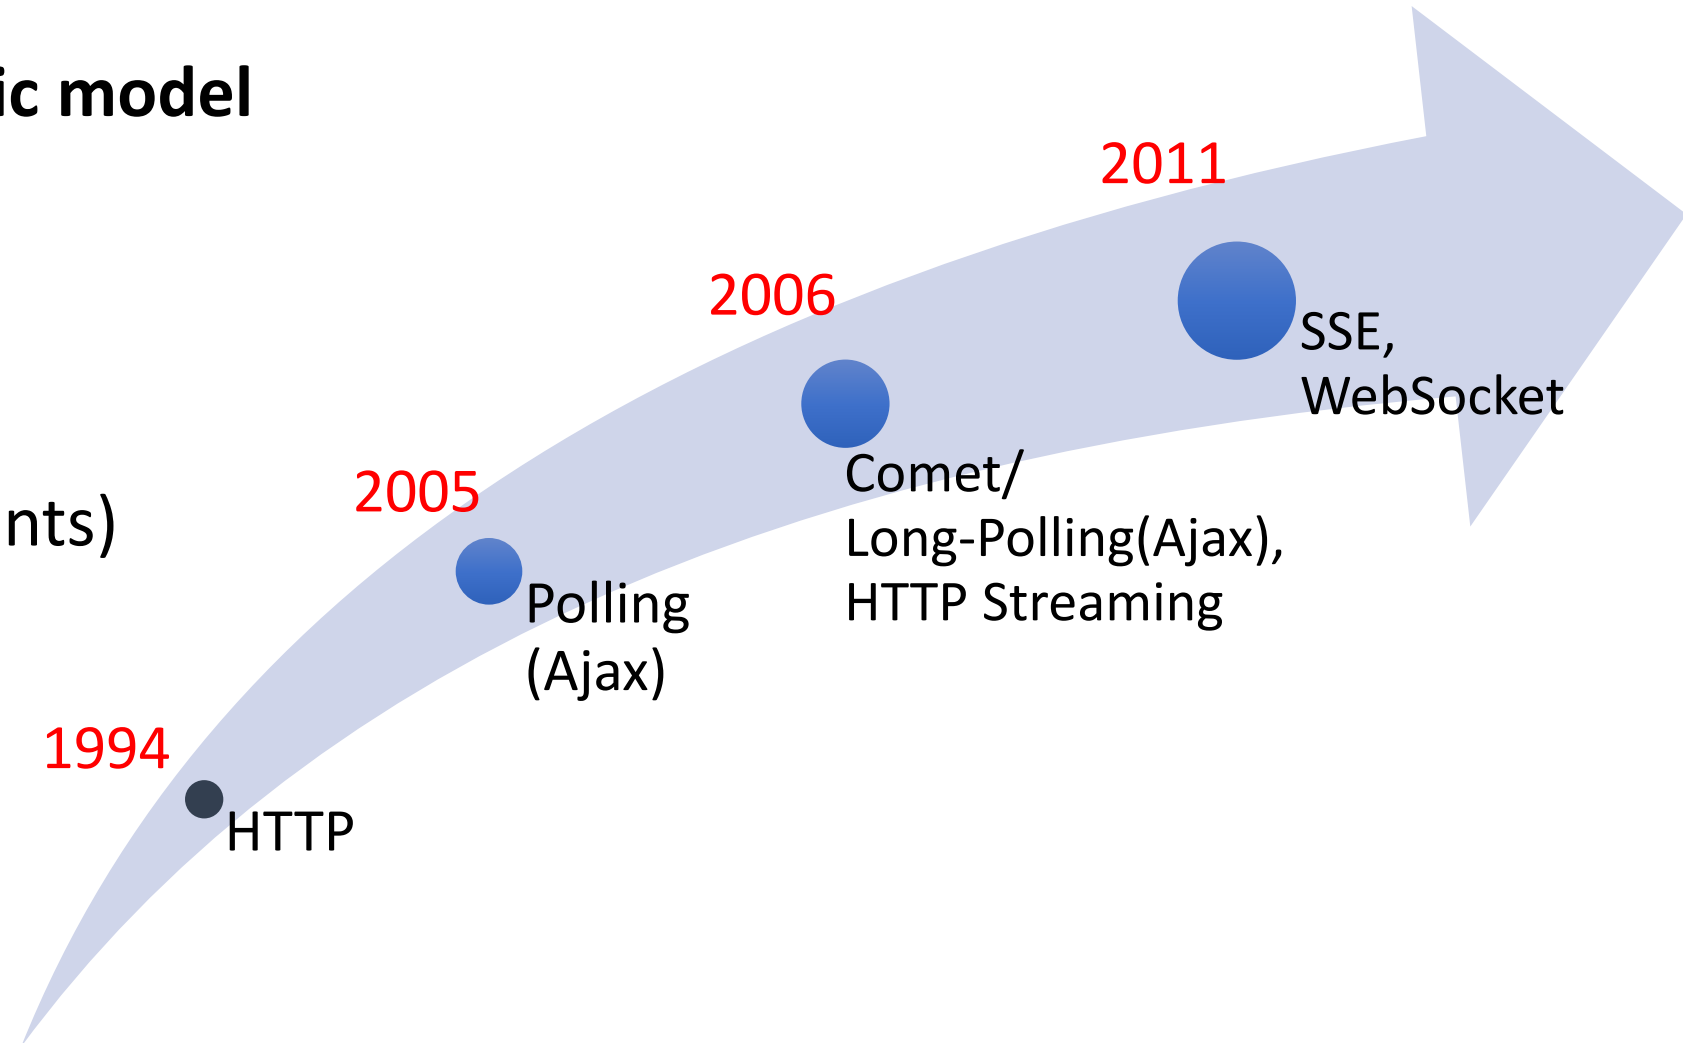 ic model
nts)
1994
HTTP
2005
Polling
(Ajax)
2006
Comet/
Long-Polling(Ajax),
HTTP Streaming
2011
SSE,
WebSocket